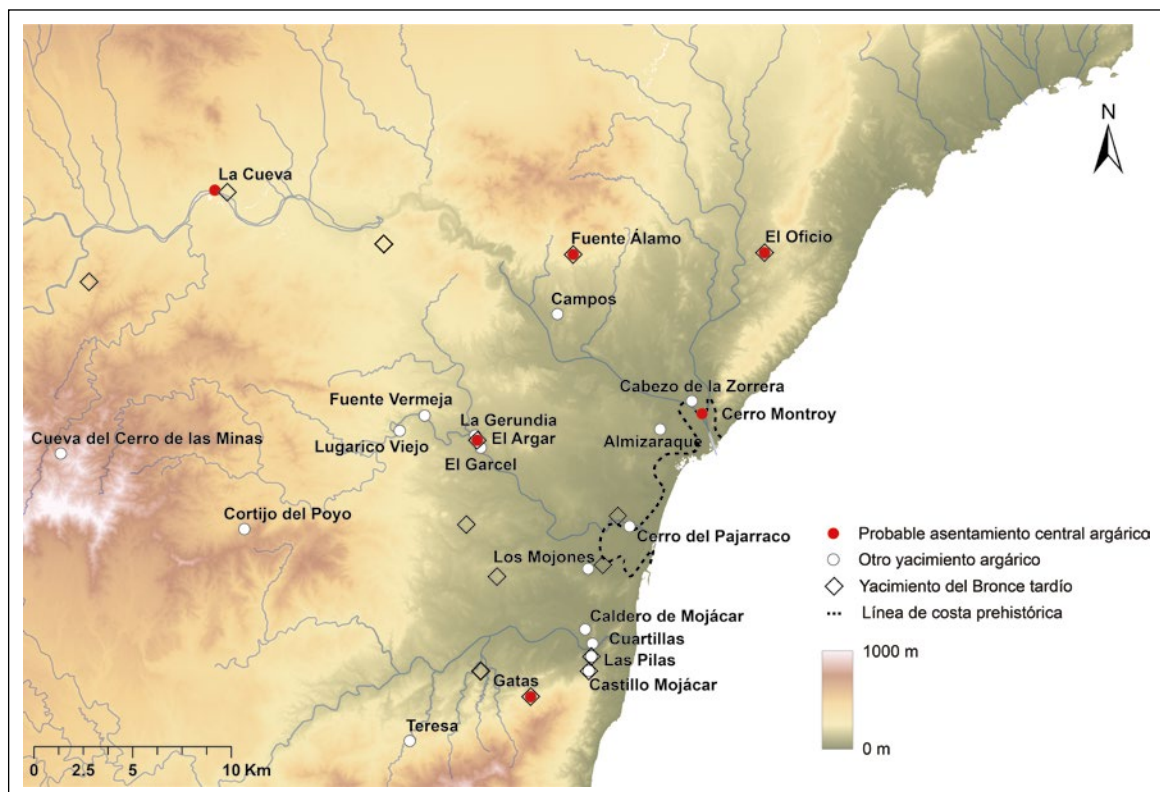 N
La Cueva
Fuente Álamo
El Oficio
Campos
Cabezo de la Zorrera
Fuente Vermeja
La Gerundia
Cerro Montroy
El Argar
Cueva del Cerro de las Minas
Lugarico Viejo
Almizaraque
El Garcel
Cortijo del Poyo
Cerro del Pajarraco
Probable asentamiento central argárico
Los Mojones
Otro yacimiento argárico
Yacimiento del Bronce tardío
Caldero de Mojácar
Línea de costa prehistórica
Cuartillas
Las Pilas
1000 m
Gatas
Castillo Mojácar
Teresa
0 m
0 2,5 5 10 Km